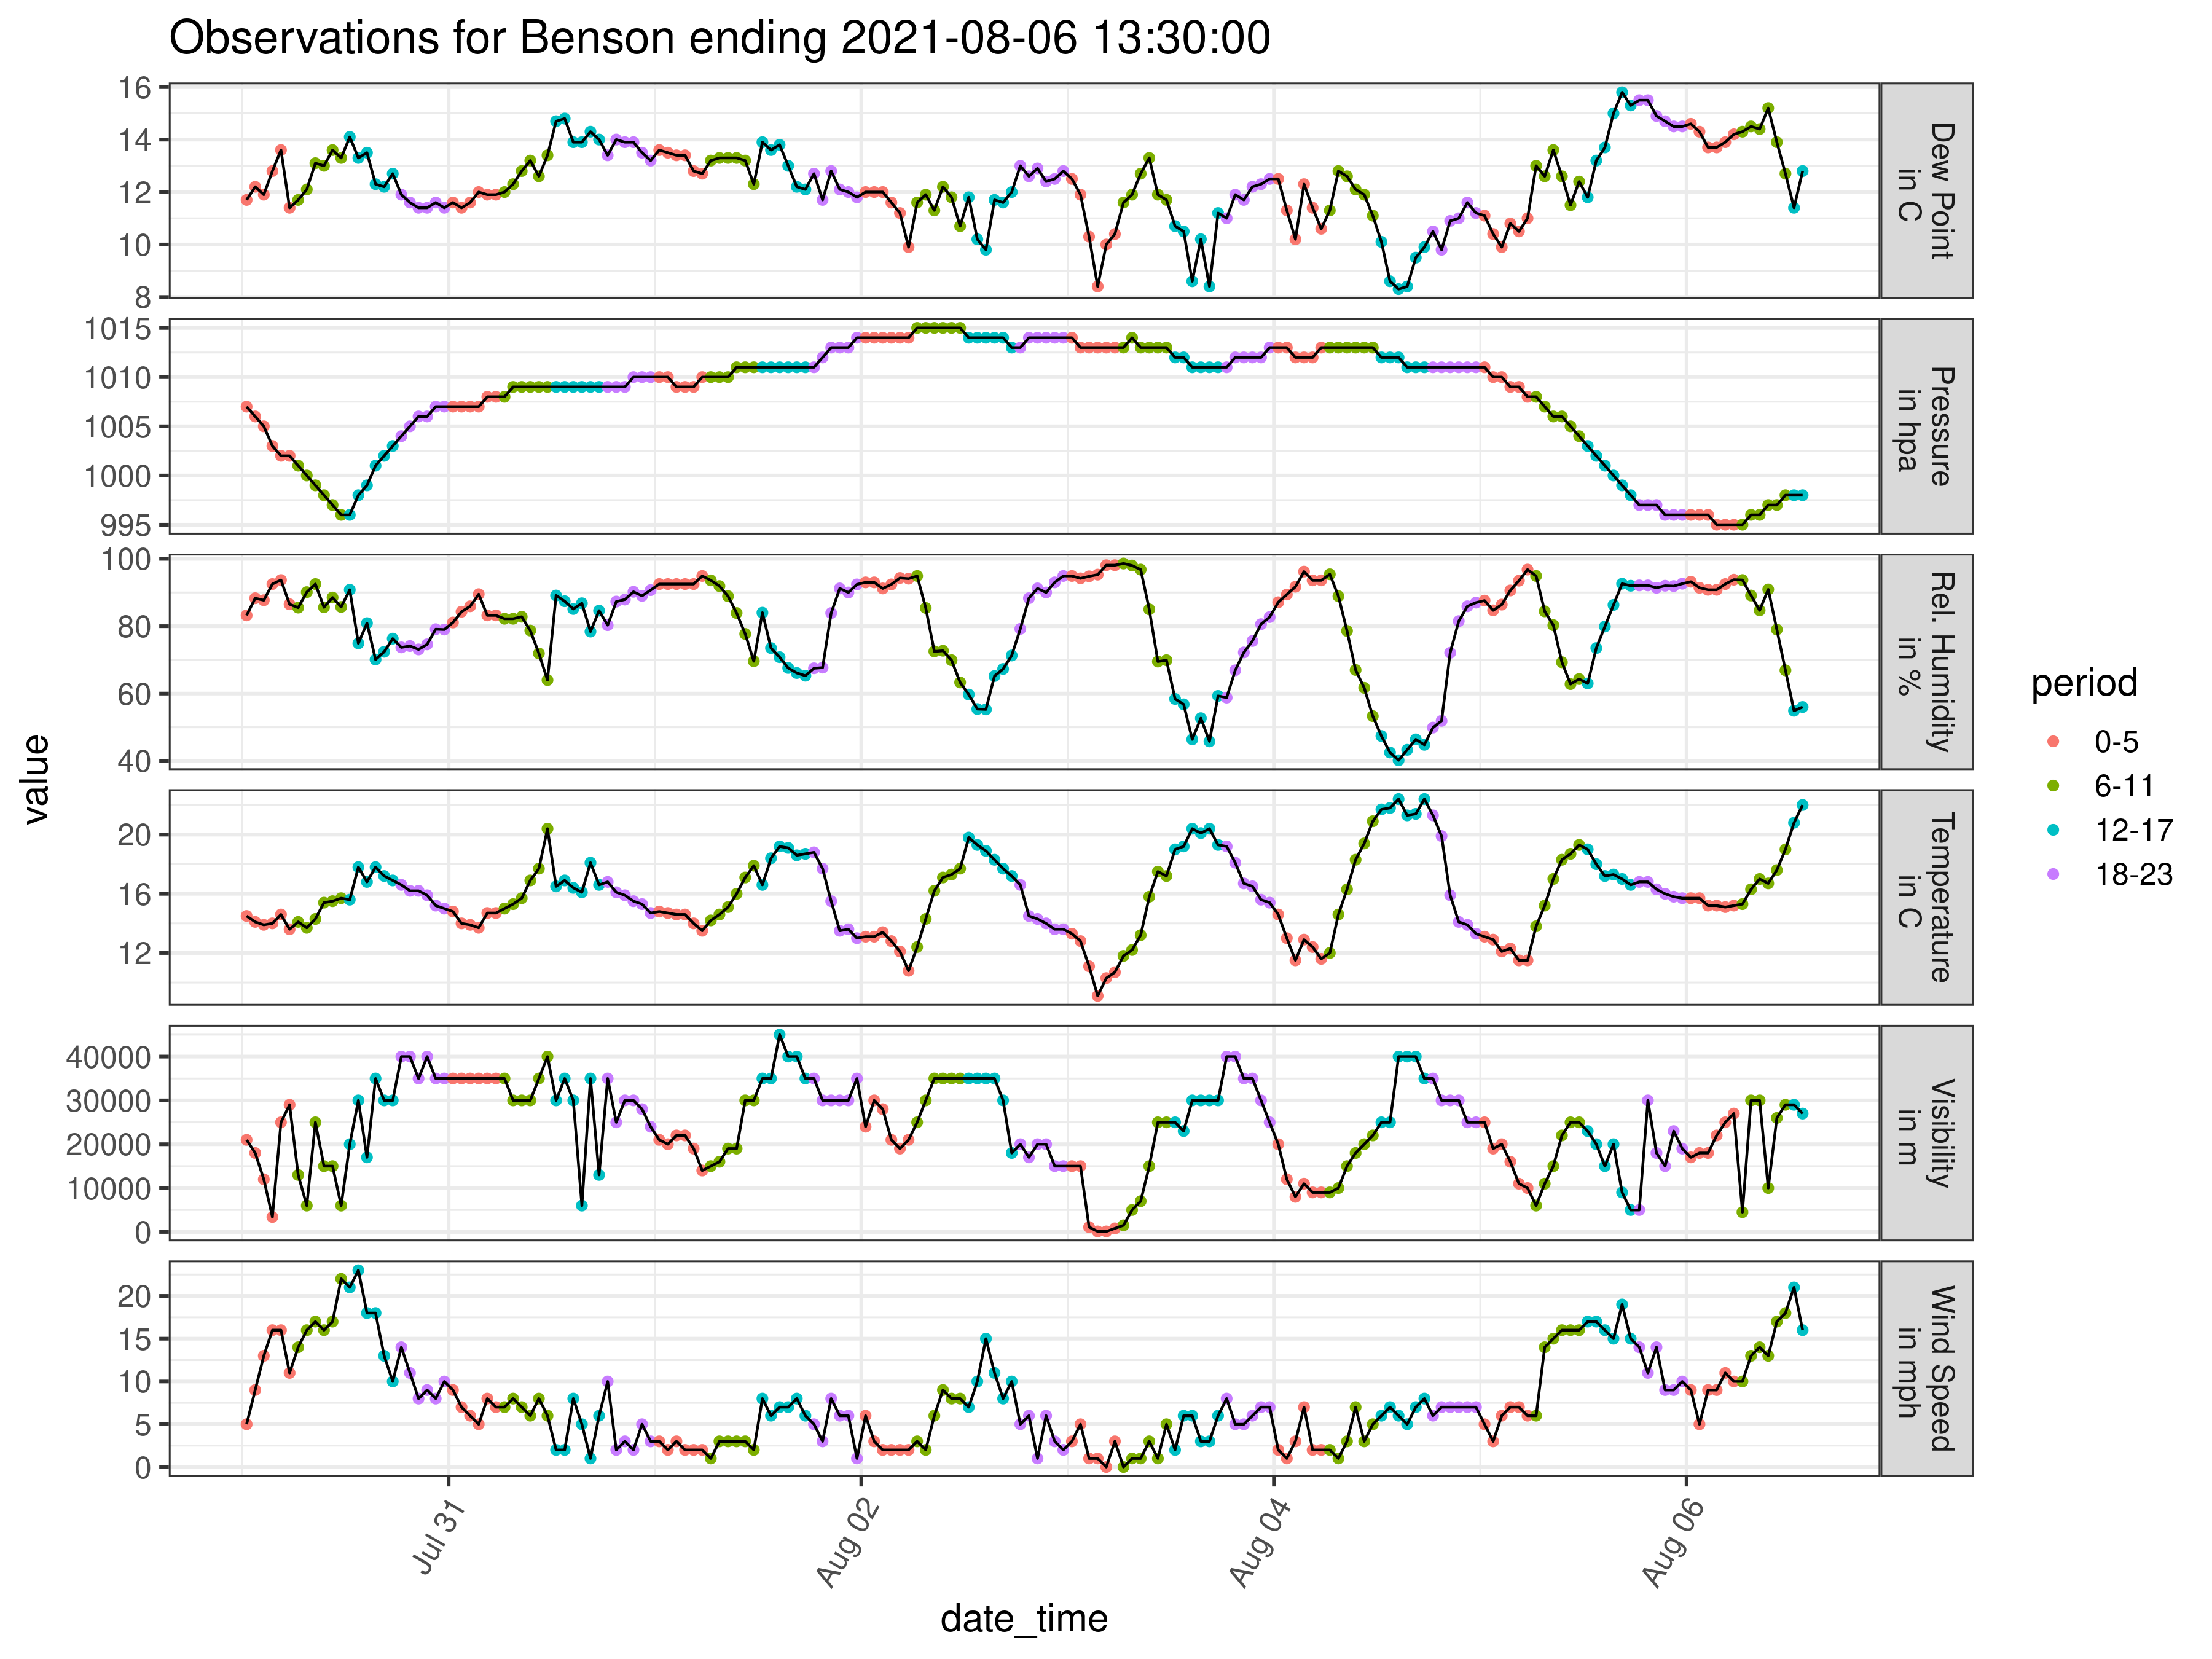 Observations for Benson ending 2021-08-06 13:30:00
value
16
14
12
10
8
Dew Point
in C
1015
1010
1005
1000
995
Pressure
in hpa
100
80
60
40
Rel. Humidity
in %
20
16
12
Temperature
in C
40000
30000
20000
10000
0
Visibility
in m
20
15
10
5
0
Wind Speed
in mph
Jul 31
Aug 02
Aug 04
Aug 06
date_time
period
0-5
6-11
12-17
18-23